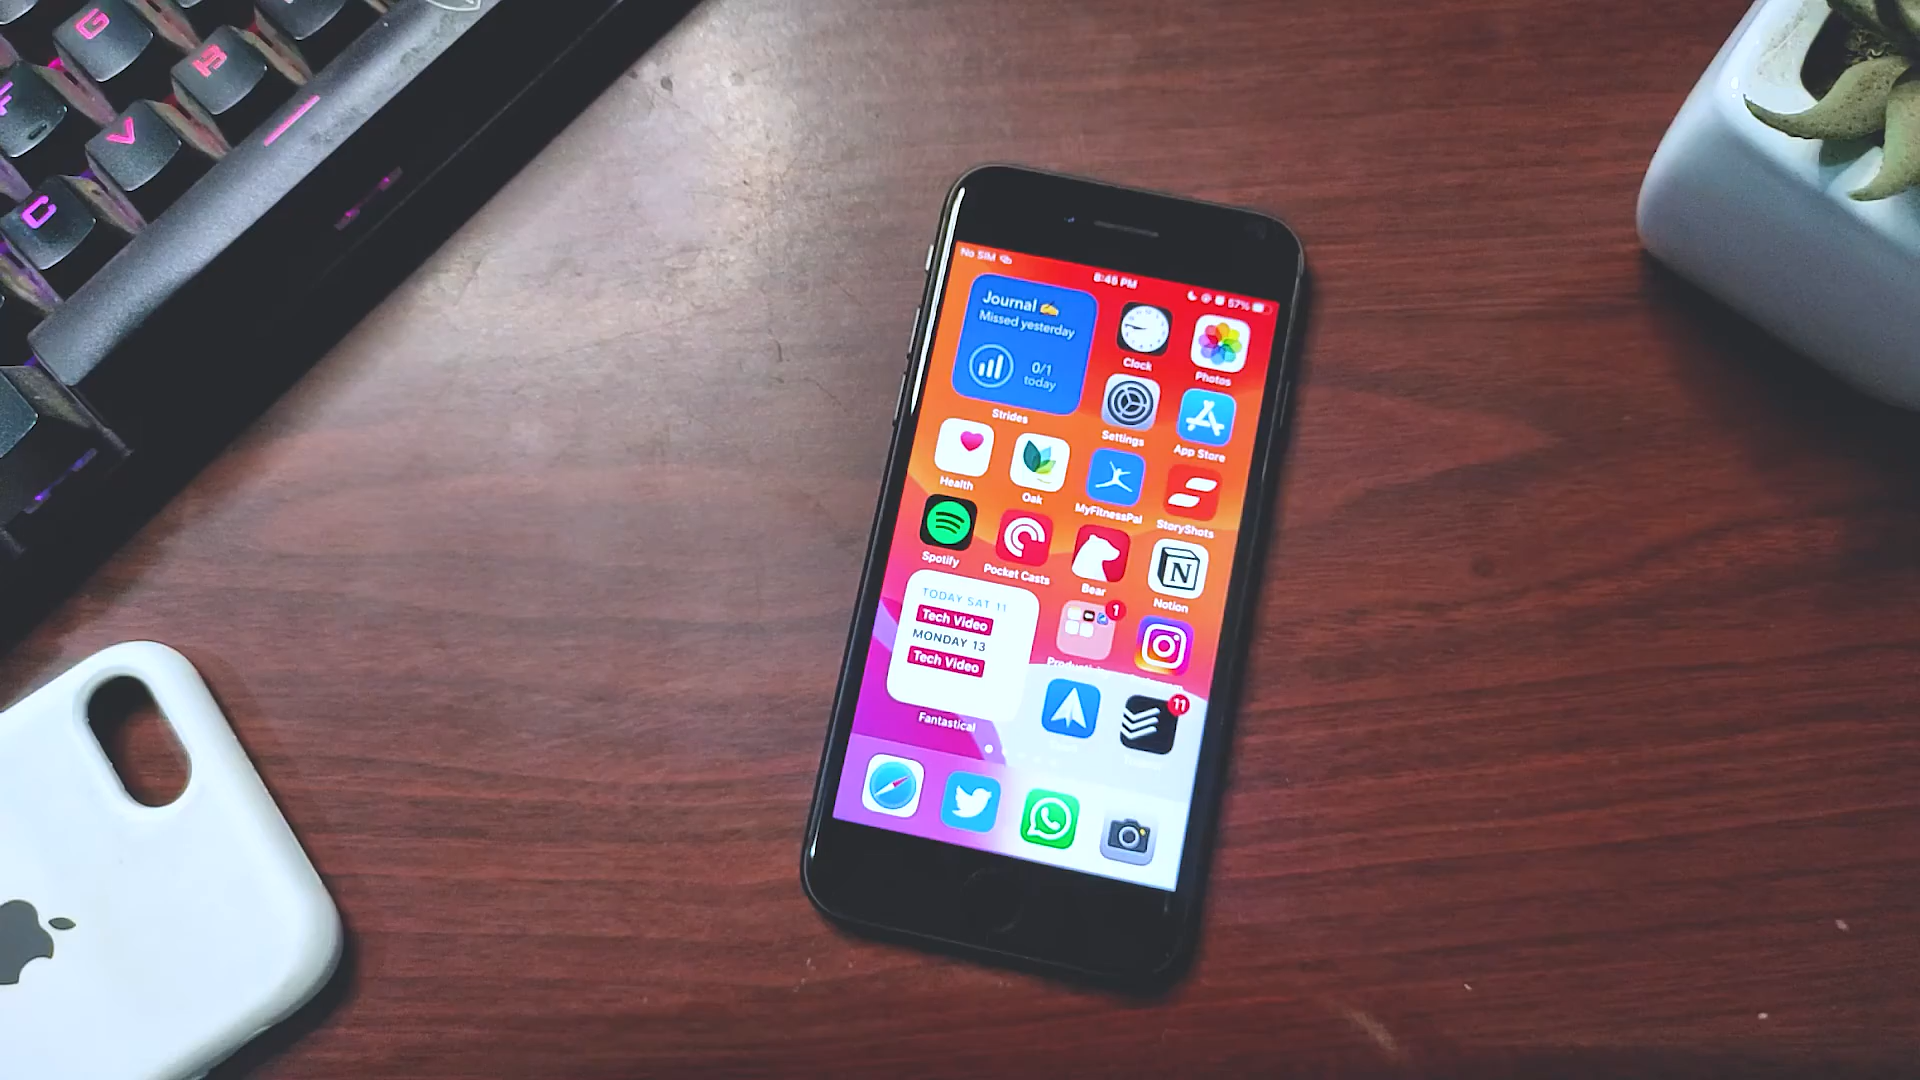 G
B
V
C
No SIM
8:45 PM
57%
Journal ✍️
Missed yesterday
0/1
today
Strides
Clock
Photos
Settings
App Store
Health
Oak
MyFitnessPal
StoryShots
Spotify
Pocket Casts
Bear
Notion
TODAY SAT 11
Tech Video
MONDAY 13
Tech Video
Fantastical
1
11